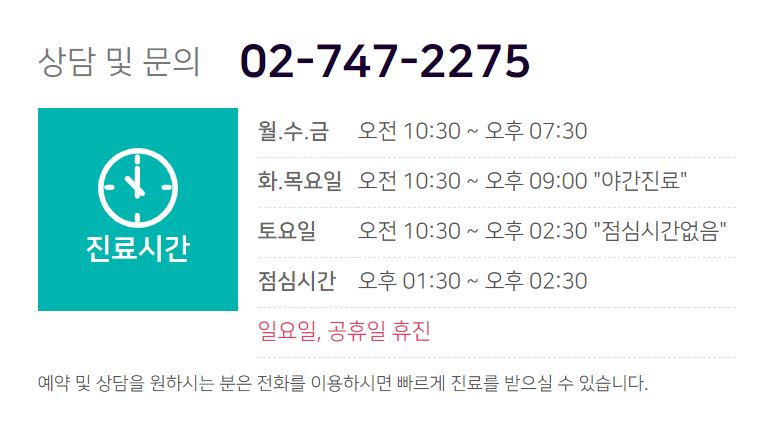 상담 및 문의 02-747-2275
진료시간
월.수.금 오전 10:30 ~ 오후 07:30
화.목요일 오전 10:30 ~ 오후 09:00 "야간진료"
토요일 오전 10:30 ~ 오후 02:30 "점심시간없음"
점심시간 오후 01:30 ~ 오후 02:30
일요일, 공휴일 휴진
예약 및 상담을 원하시는 분은 전화를 이용하시면 빠르게 진료를 받으실 수 있습니다.